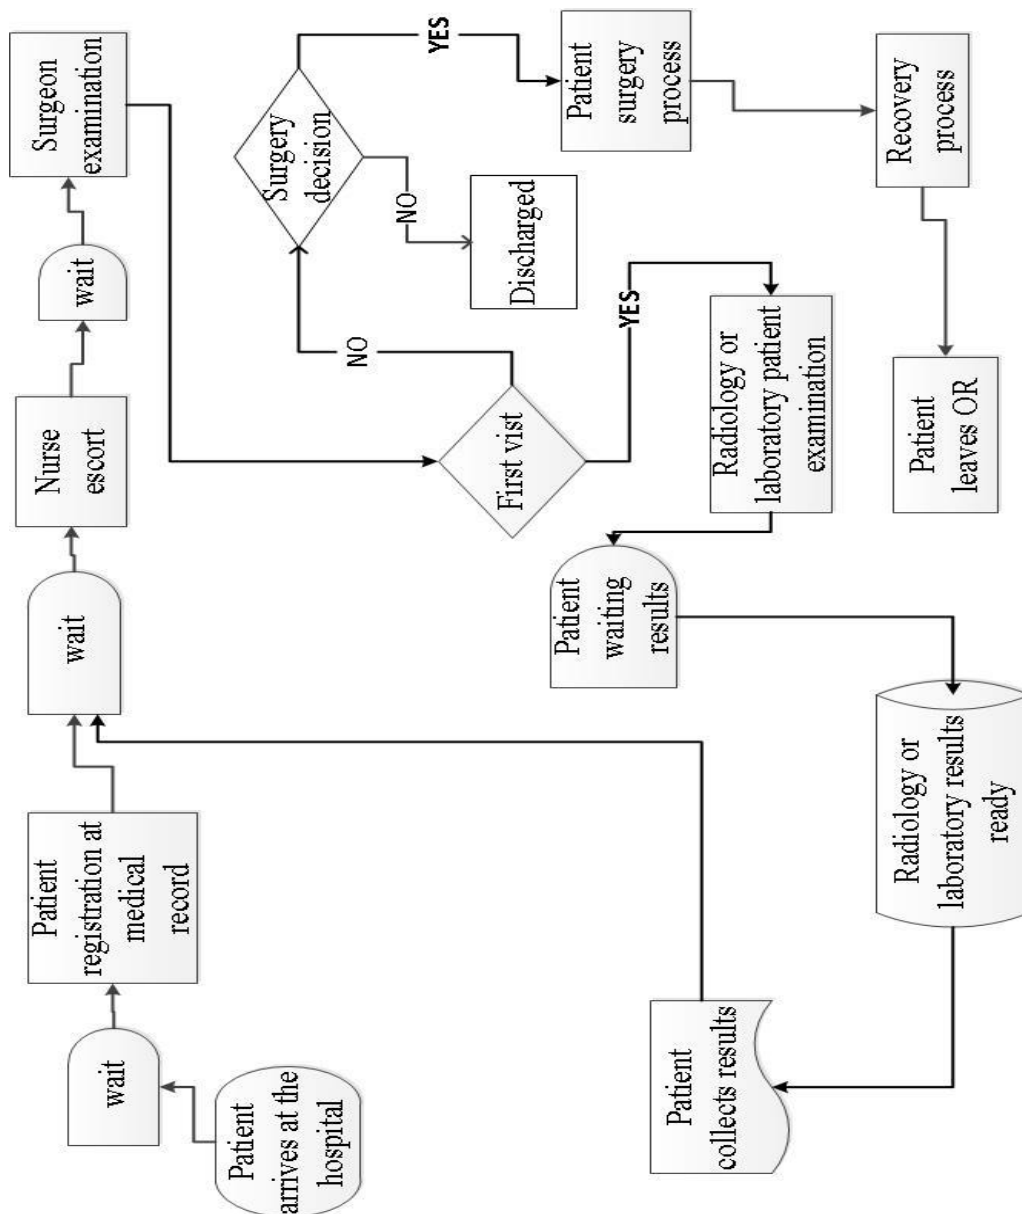 Patient
arrives at the
hospital
wait
Patient
registration at
medical
record
wait
Nurse
escort
wait
Surgeon
examination
First vist
NO
YES
Surgery
decision
YES
NO
Discharged
Patient
surgery
process
Recovery
process
Patient
leaves OR
Radiology or
laboratory patient
examination
Patient
waiting
results
Radiology or
laboratory results
ready
Patient
collects results